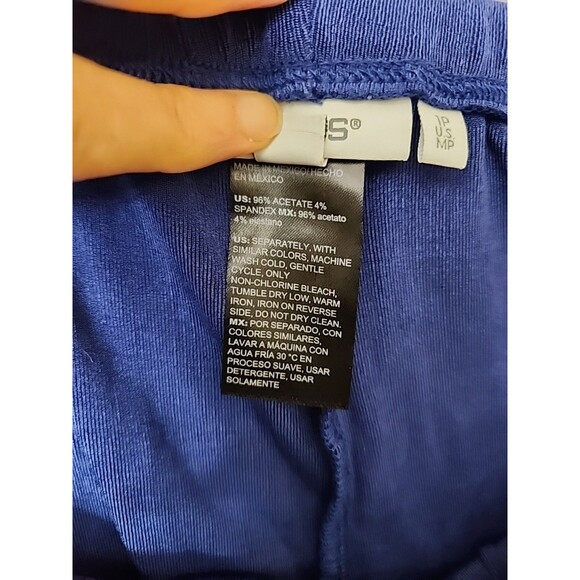 S®
1P
U.S.
MP
MADE IN MEXICO/HECHO
EN MÉXICO
US: 96% ACETATE 4%
SPANDEX MX: 96% acetato
4% elastano
US: SEPARATELY, WITH
SIMILAR COLORS, MACHINE
WASH COLD, GENTLE
CYCLE, ONLY
NON-CHLORINE BLEACH,
TUMBLE DRY LOW, WARM
IRON, IRON ON REVERSE
SIDE, DO NOT DRY CLEAN.
MX: POR SEPARADO, CON
COLORES SIMILARES,
LAVAR A MÁQUINA CON
AGUA FRÍA 30 °C EN
PROCESO SUAVE, USAR
DETERGENTE, USAR
SOLAMENTE